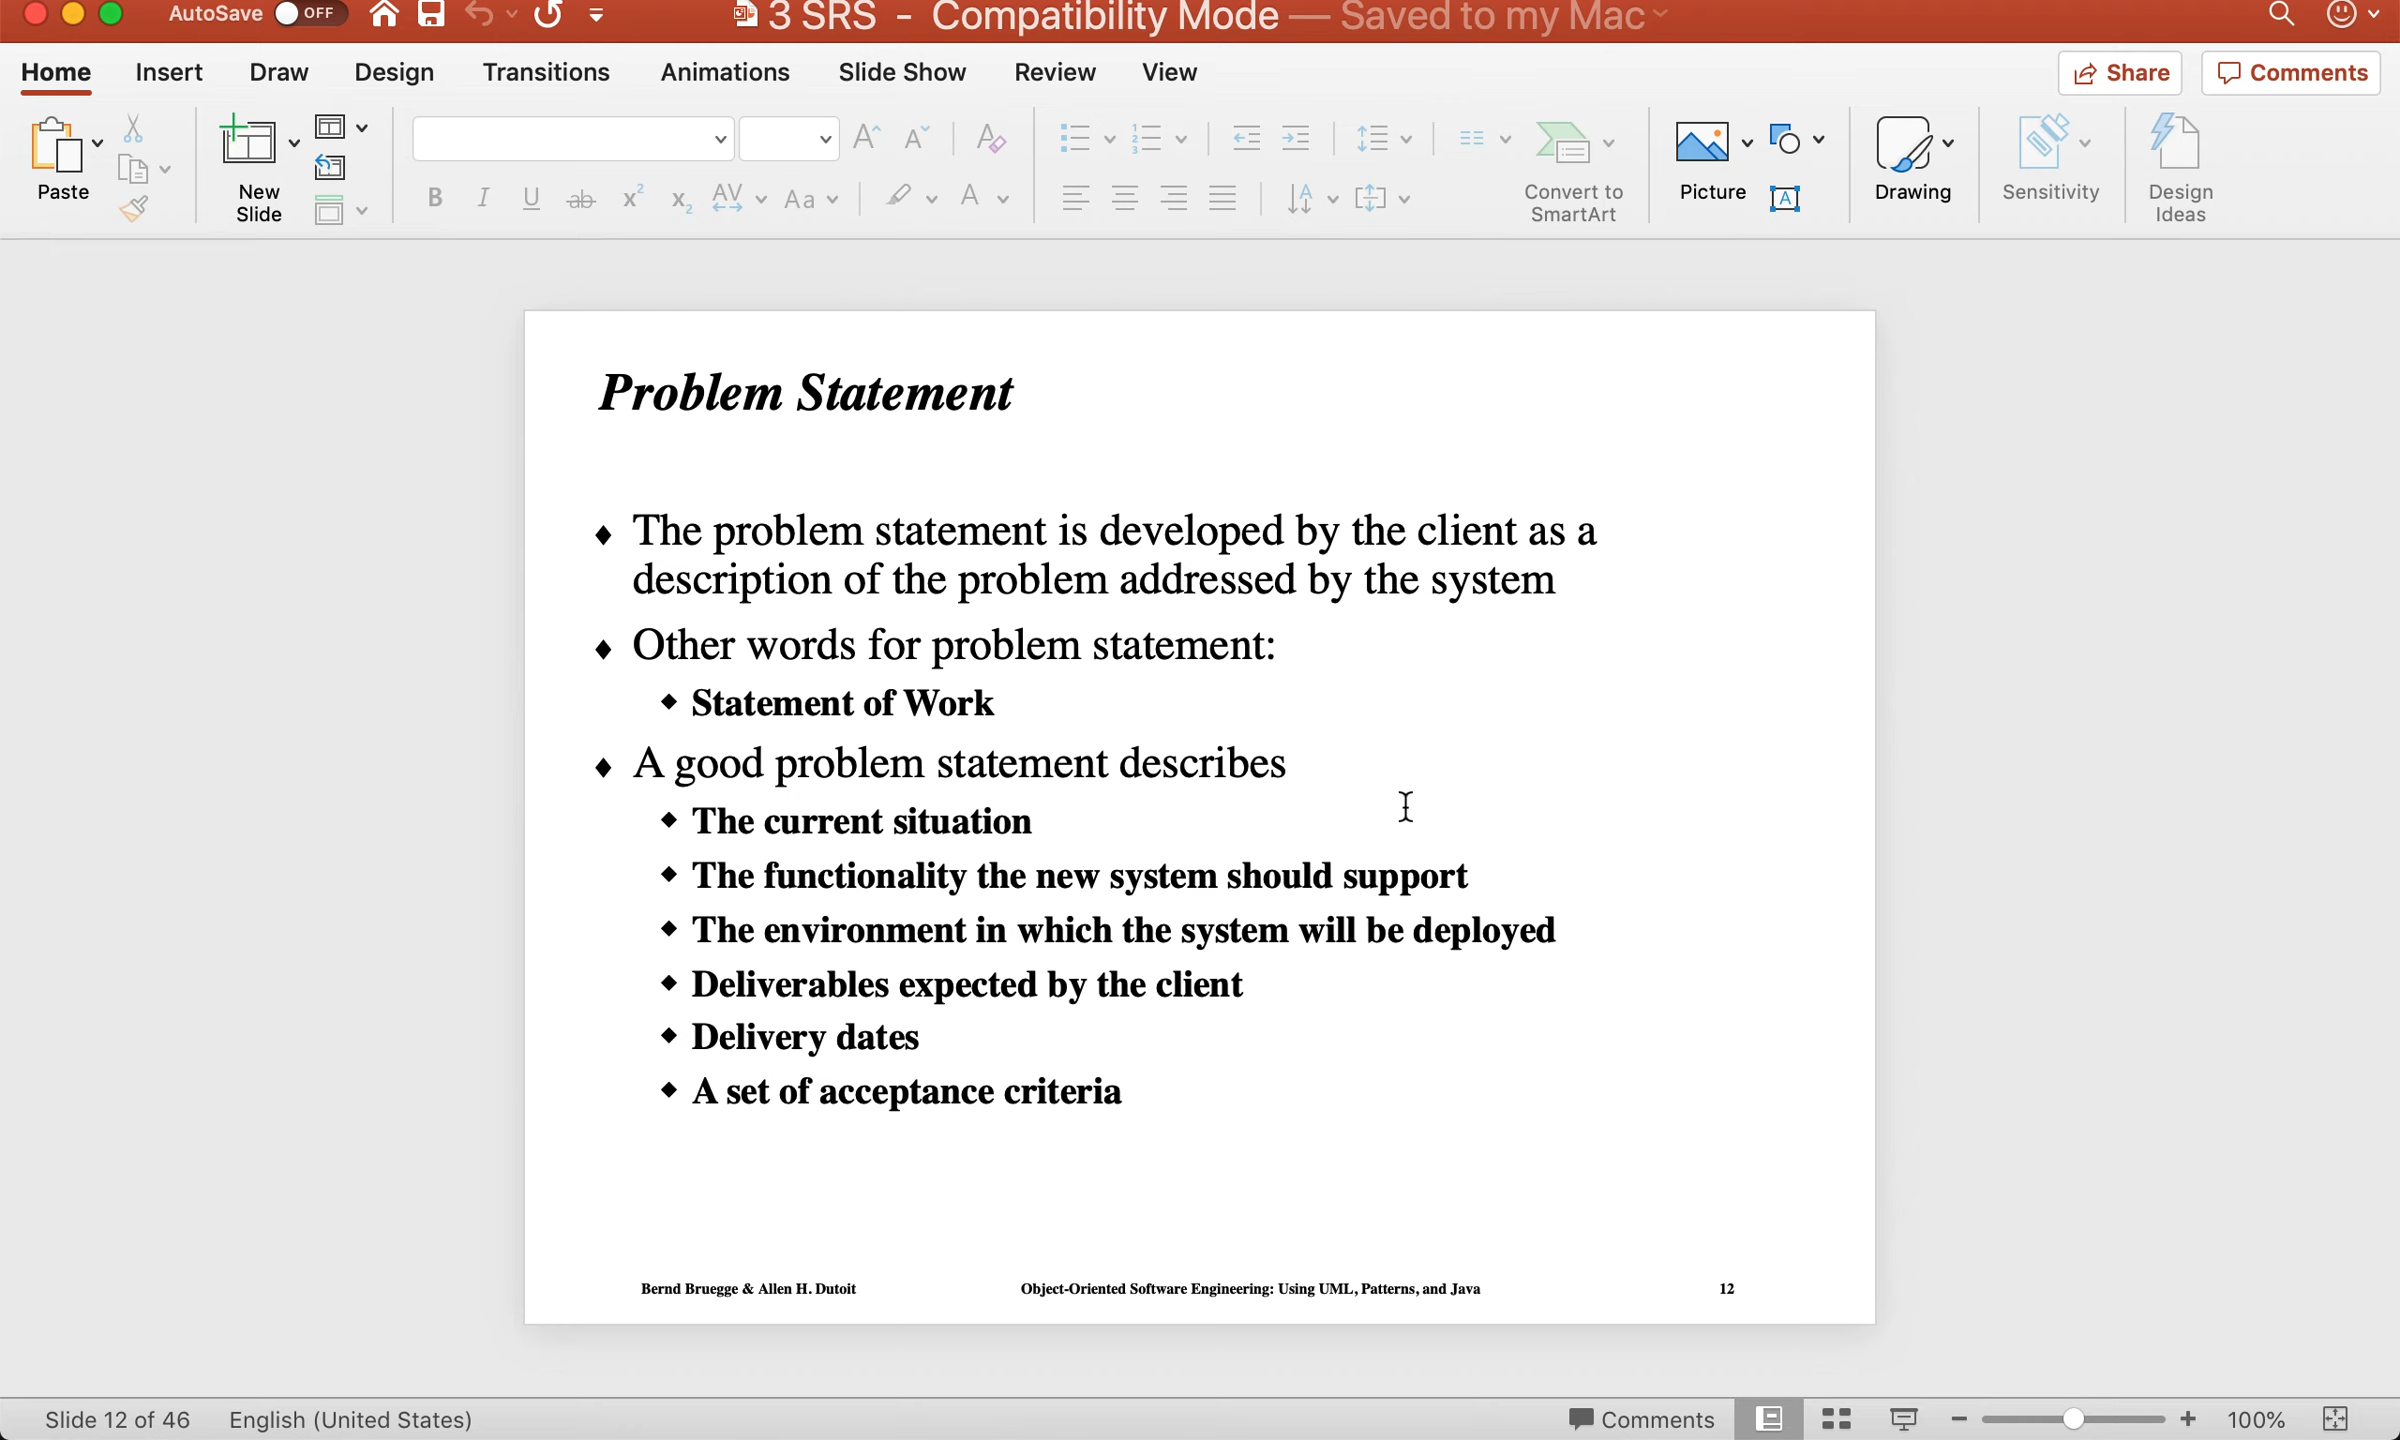 AutoSave OFF 3 SRS - Compatibility Mode — Saved to my Mac
Home Insert Draw Design Transitions Animations Slide Show Review View Share Comments
Paste New Slide Convert to SmartArt Picture Drawing Sensitivity Design Ideas
Problem Statement
The problem statement is developed by the client as a
description of the problem addressed by the system
Other words for problem statement:
Statement of Work
A good problem statement describes
The current situation
The functionality the new system should support
The environment in which the system will be deployed
Deliverables expected by the client
Delivery dates
A set of acceptance criteria
Bernd Bruegge & Allen H. Dutoit Object-Oriented Software Engineering: Using UML, Patterns, and Java 12
Slide 12 of 46 English (United States) Comments 100%